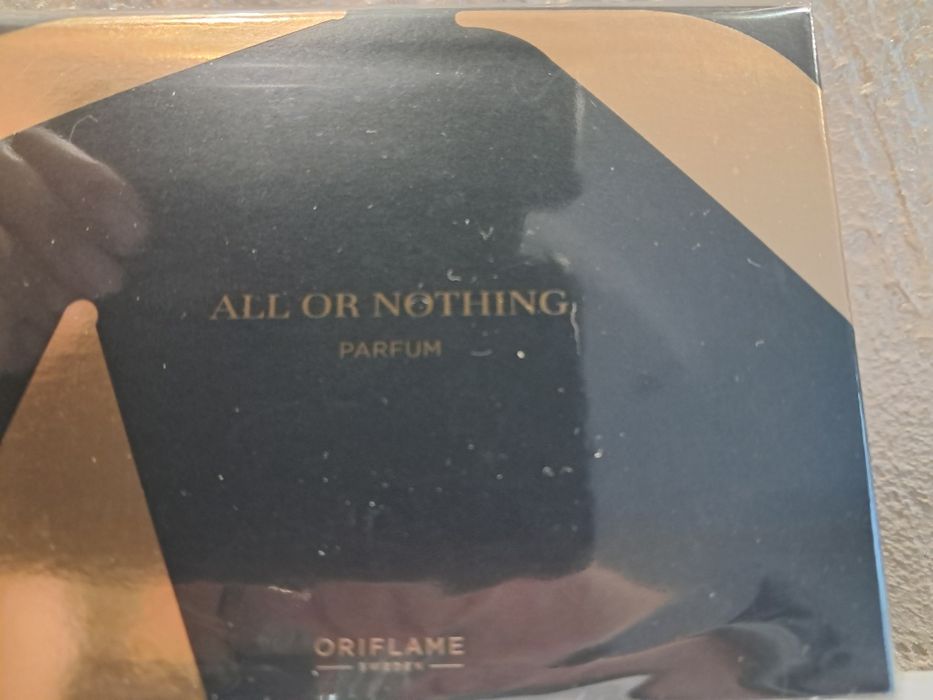 ALL OR NOTHING
PARFUM
ORIFLAME
SWEDEN